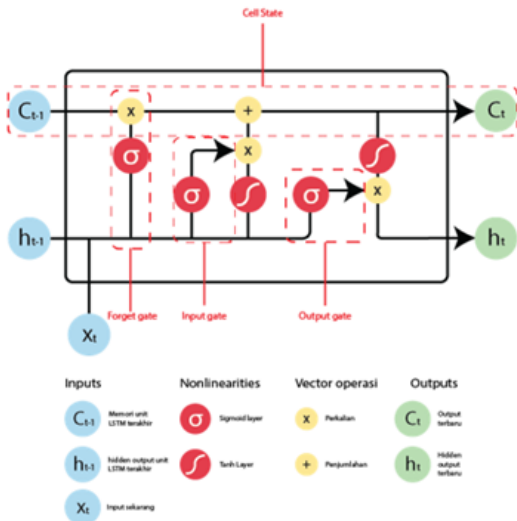 Cell State
Ct-1
x
+
Ct
σ
x
σ
σ
x
ht-1
ht
Forget gate
Input gate
Output gate
Xt
Inputs
Nonlinearities
Vector operasi
Outputs
Ct-1
Memori unit
LSTM terakhir
σ
Sigmoid layer
x
Perkalian
Ct
Output
terbaru
ht-1
hidden output unit
LSTM terakhir
Tanh Layer
+
Penjumlahan
ht
Hidden
output
terbaru
Xt
Input sekarang